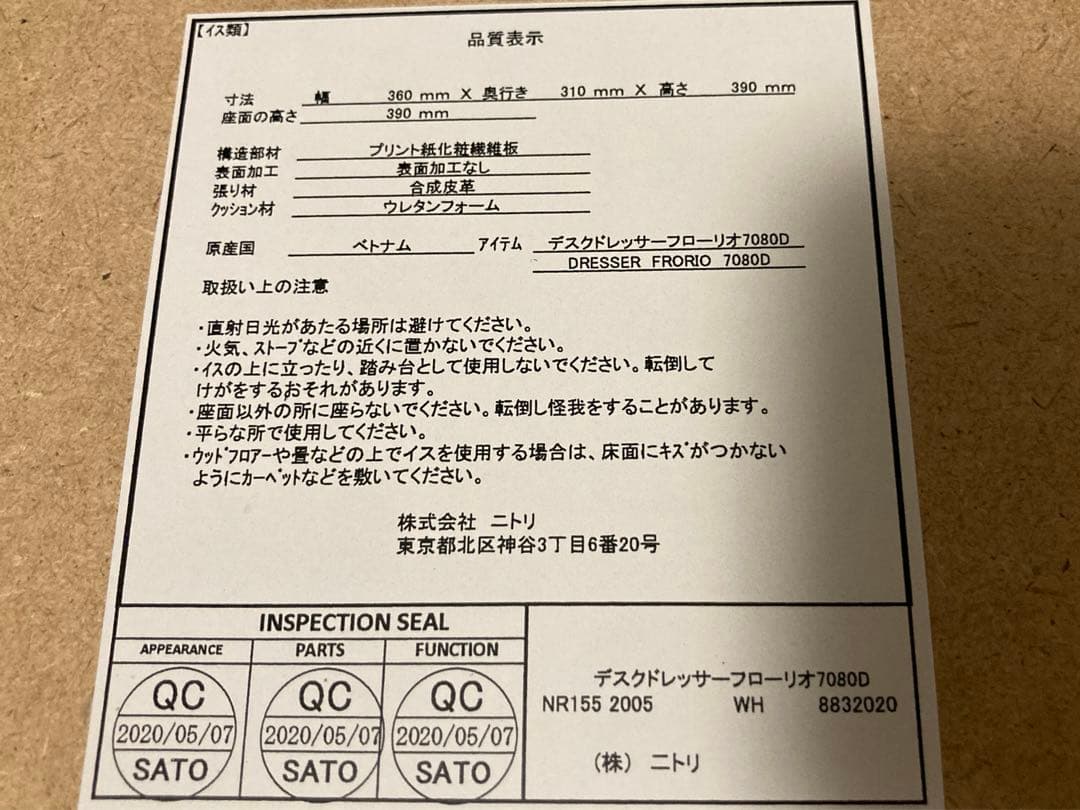 【イス類】
品質表示
寸法 幅 360 mm X 奥行き 310 mm X 高さ 390 mm
座面の高さ 390 mm
構造部材 プリント紙化粧繊維板
表面加工 表面加工なし
張り材 合成皮革
クッション材 ウレタンフォーム
原産国 ベトナム アイテム デスクドレッサーフローリオ7080D
DRESSER FRORIO 7080D
取扱い上の注意
・直射日光があたる場所は避けてください。
・火気、ストーブなどの近くに置かないでください。
・イスの上に立ったり、踏み台として使用しないでください。転倒して
けがをするおそれがあります。
・座面以外の所に座らないでください。転倒し怪我をすることがあります。
・平らな所で使用してください。
・ウッドフロアーや畳などの上でイスを使用する場合は、床面にキズがつかない
ようにカーペットなどを敷いてください。
株式会社 ニトリ
東京都北区神谷3丁目6番20号
INSPECTION SEAL
APPEARANCE PARTS FUNCTION
QC QC QC
2020/05/07 2020/05/07 2020/05/07
SATO SATO SATO
デスクドレッサーフローリオ7080D
NR155 2005 WH 8832020
（株） ニトリ